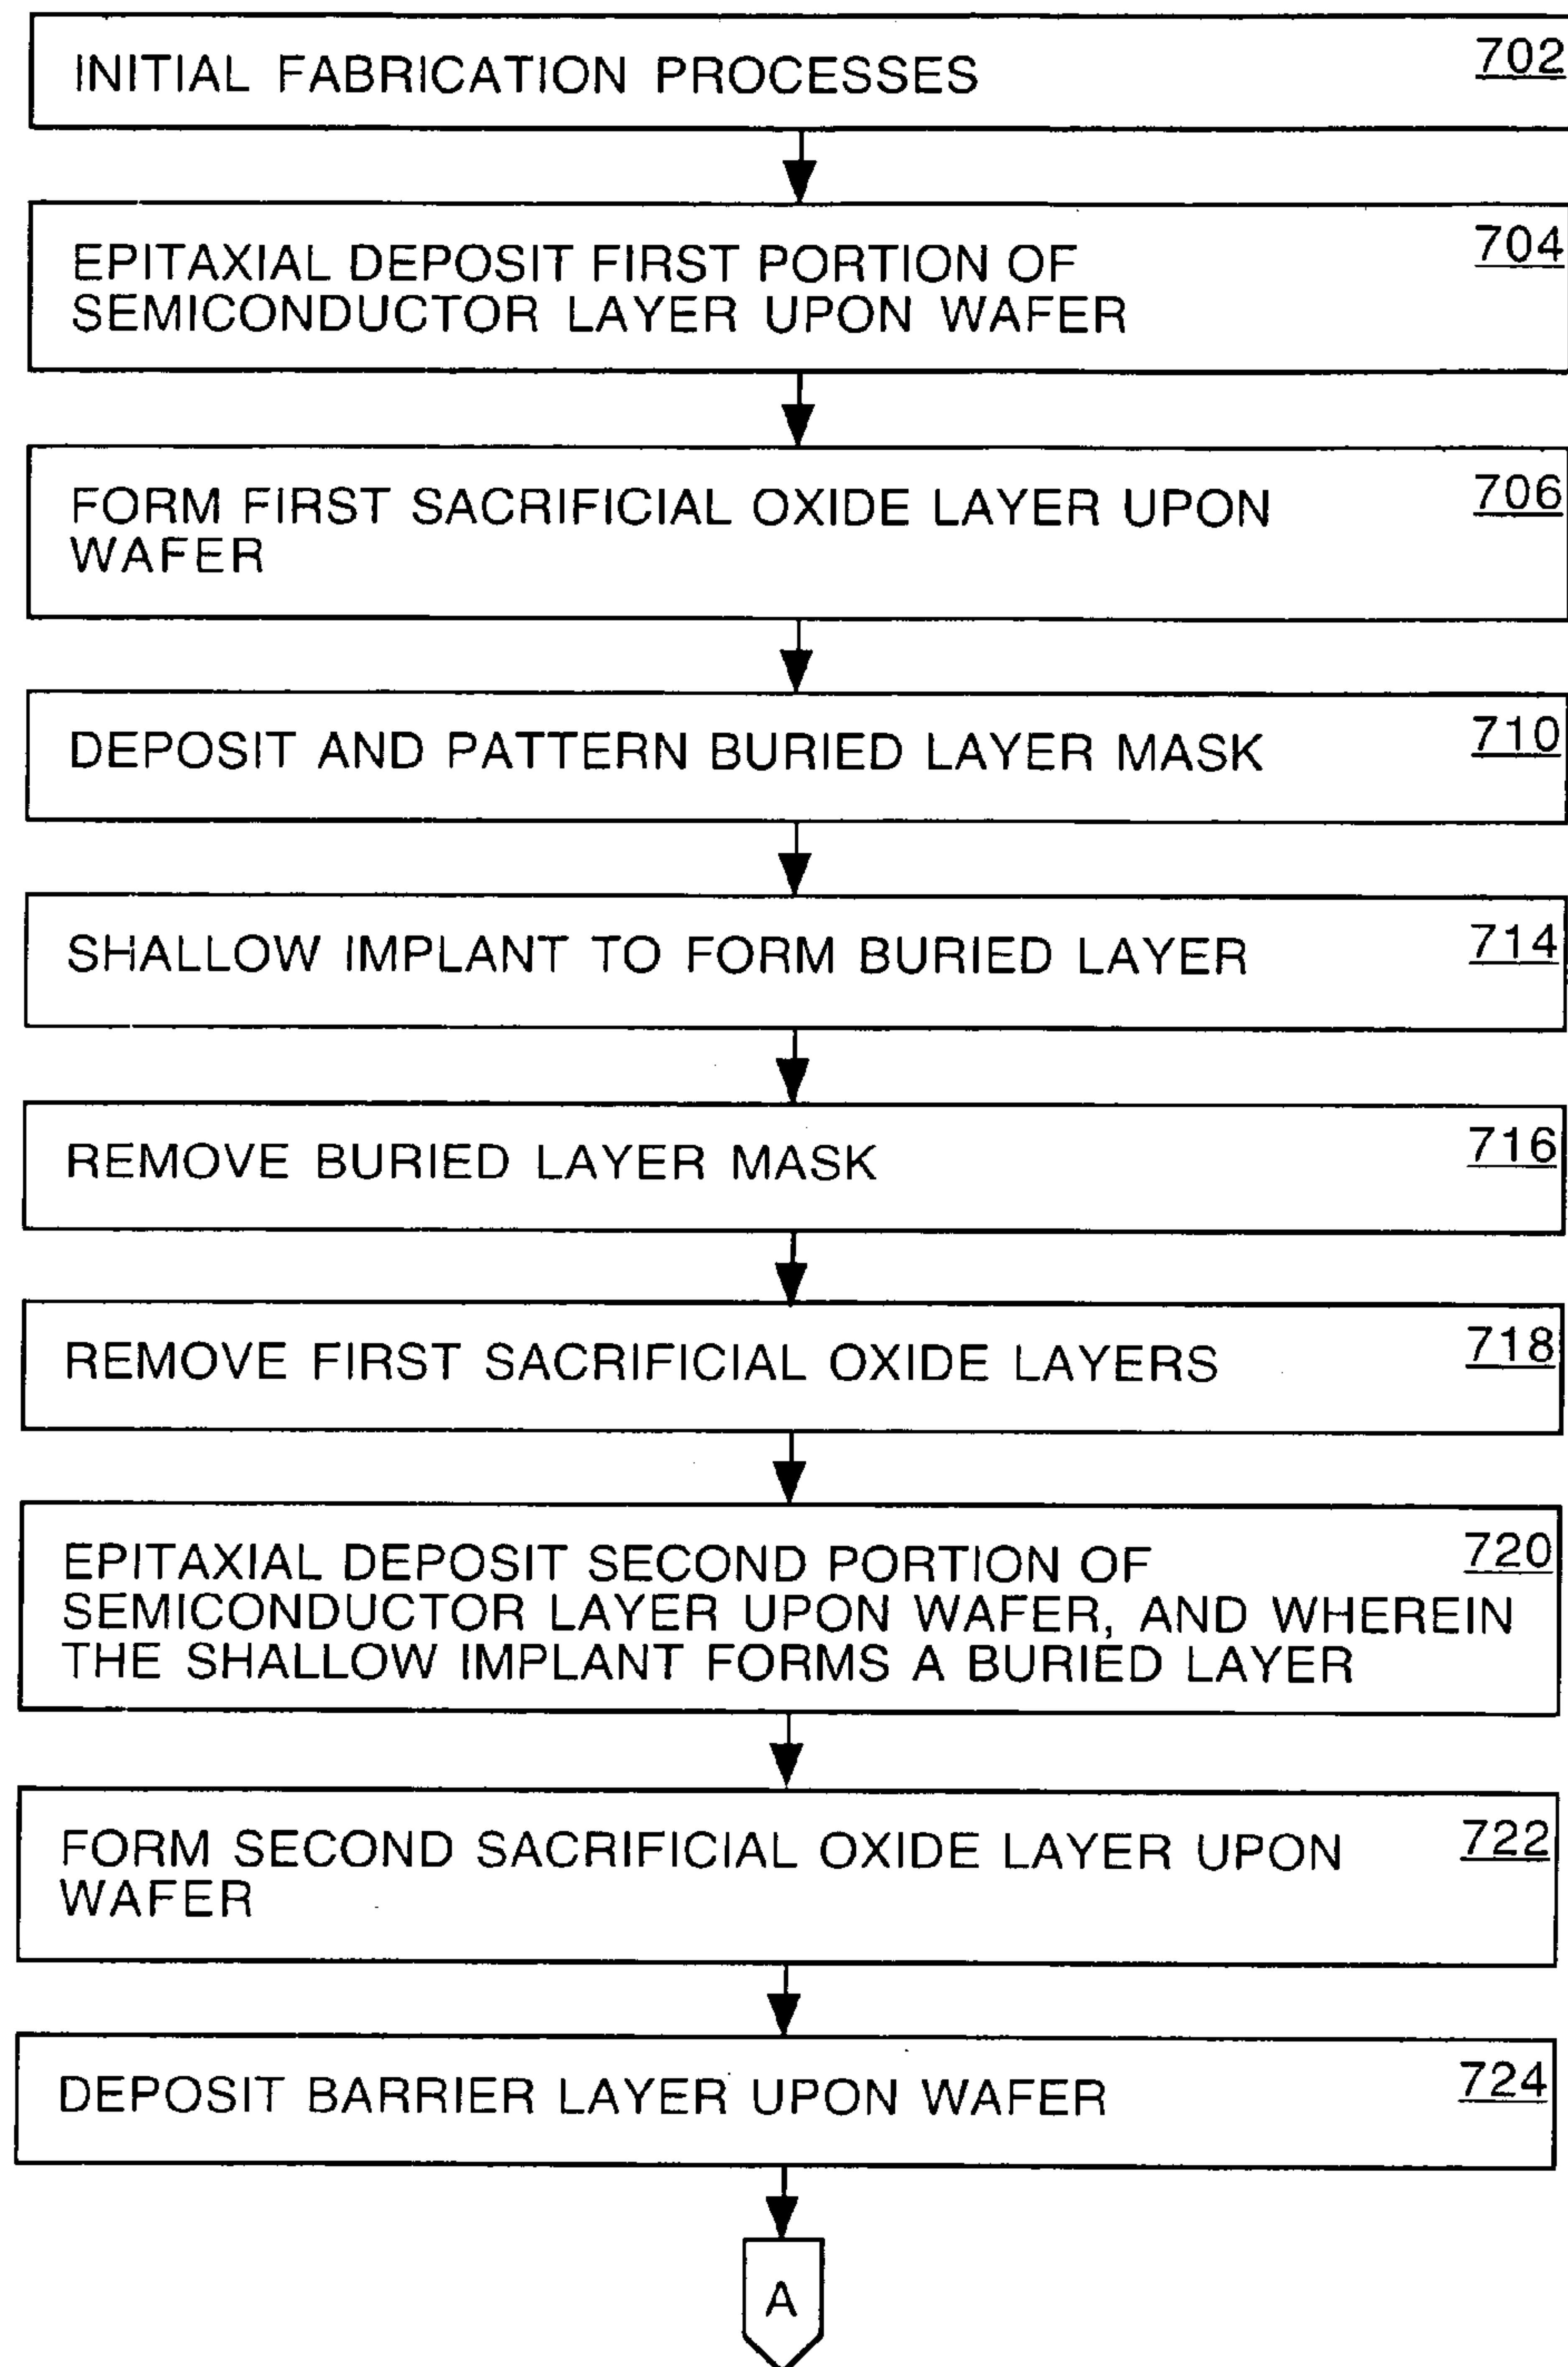 INITIAL FABRICATION PROCESSES 702
EPITAXIAL DEPOSIT FIRST PORTION OF 704
SEMICONDUCTOR LAYER UPON WAFER
FORM FIRST SACRIFICIAL OXIDE LAYER UPON 706
WAFER
DEPOSIT AND PATTERN BURIED LAYER MASK 710
SHALLOW IMPLANT TO FORM BURIED LAYER 714
REMOVE BURIED LAYER MASK 716
REMOVE FIRST SACRIFICIAL OXIDE LAYERS 718
EPITAXIAL DEPOSIT SECOND PORTION OF 720
SEMICONDUCTOR LAYER UPON WAFER, AND WHEREIN
THE SHALLOW IMPLANT FORMS A BURIED LAYER
FORM SECOND SACRIFICIAL OXIDE LAYER UPON 722
WAFER
DEPOSIT BARRIER LAYER UPON WAFER 724
A